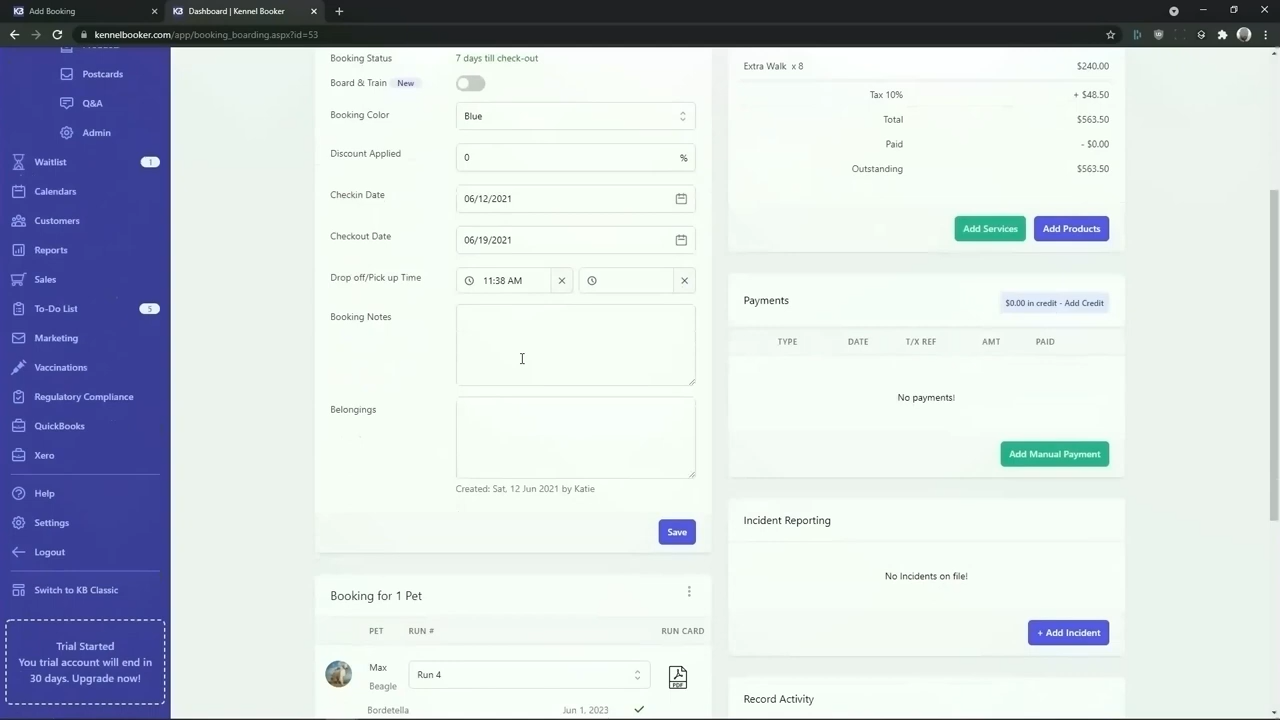 Add Booking
Dashboard | Kennel Booker
kennelbooker.com/app/booking_boarding.aspx?id=53
Postcards
Q&A
Admin
Waitlist 1
Calendars
Customers
Reports
Sales
To-Do List 5
Marketing
Vaccinations
Regulatory Compliance
QuickBooks
Xero
Help
Settings
Logout
Switch to KB Classic
Trial Started
You trial account will end in
30 days. Upgrade now!
Booking Status 7 days till check-out
Board & Train New
Booking Color Blue
Discount Applied 0 %
Checkin Date 06/12/2021
Checkout Date 06/19/2021
Drop off/Pick up Time 11:38 AM
Booking Notes
Belongings
Created: Sat, 12 Jun 2021 by Katie
Save
Booking for 1 Pet
PET RUN # RUN CARD
Max Run 4 PDF
Beagle
Bordetella Jun 1, 2023
Extra Walk x 8 $240.00
Tax 10% + $48.50
Total $563.50
Paid - $0.00
Outstanding $563.50
Add Services Add Products
Payments $0.00 in credit - Add Credit
TYPE DATE T/X REF AMT PAID
No payments!
Add Manual Payment
Incident Reporting
No Incidents on file!
+ Add Incident
Record Activity